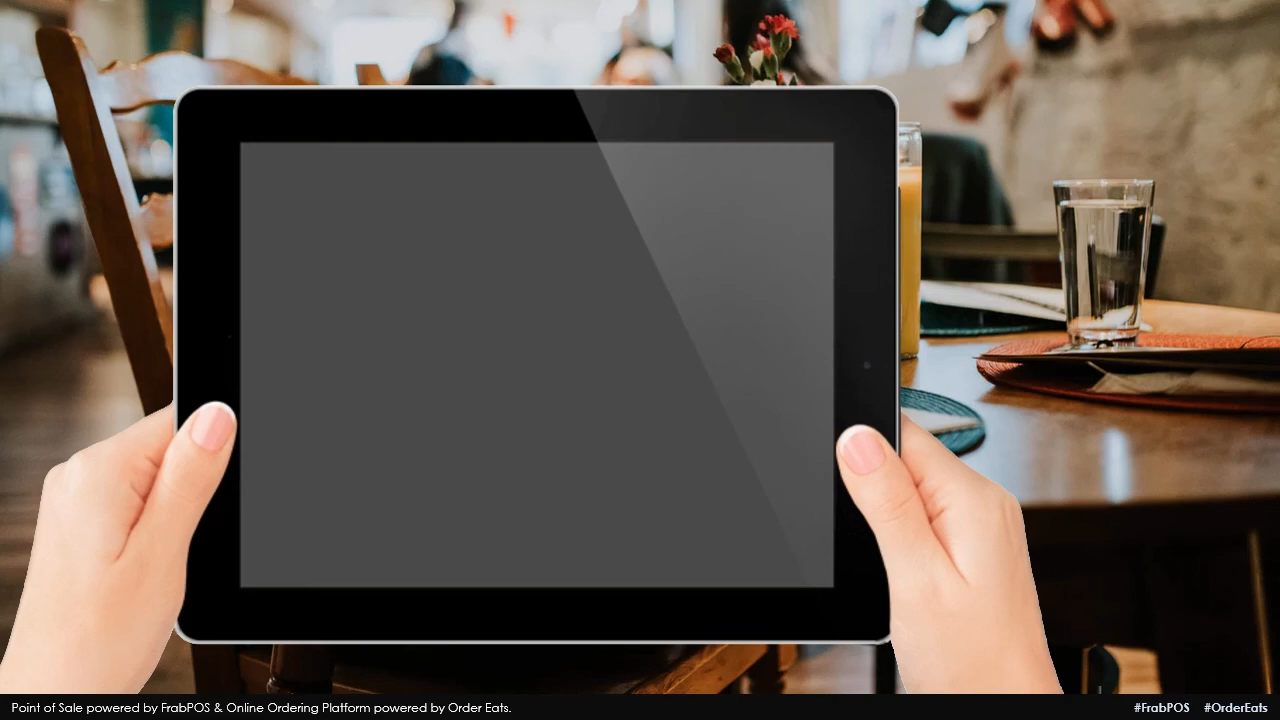 Point of Sale powered by FrabPOS & Online Ordering Platform powered by Order Eats.
#FrabPOS #OrderEats